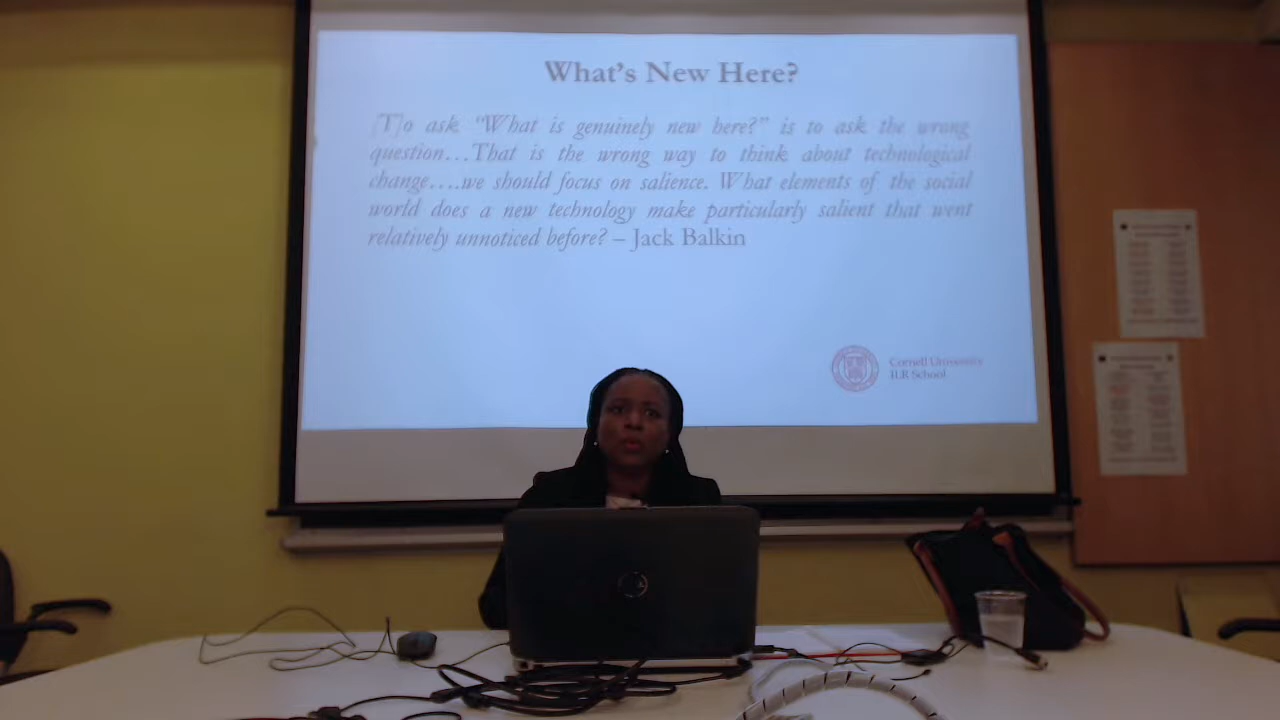 What's New Here?
[T]o ask "What is genuinely new here?" is to ask the wrong
question…That is the wrong way to think about technological
change….we should focus on salience. What elements of the social
world does a new technology make particularly salient that went
relatively unnoticed before? – Jack Balkin
Cornell University
ILR School